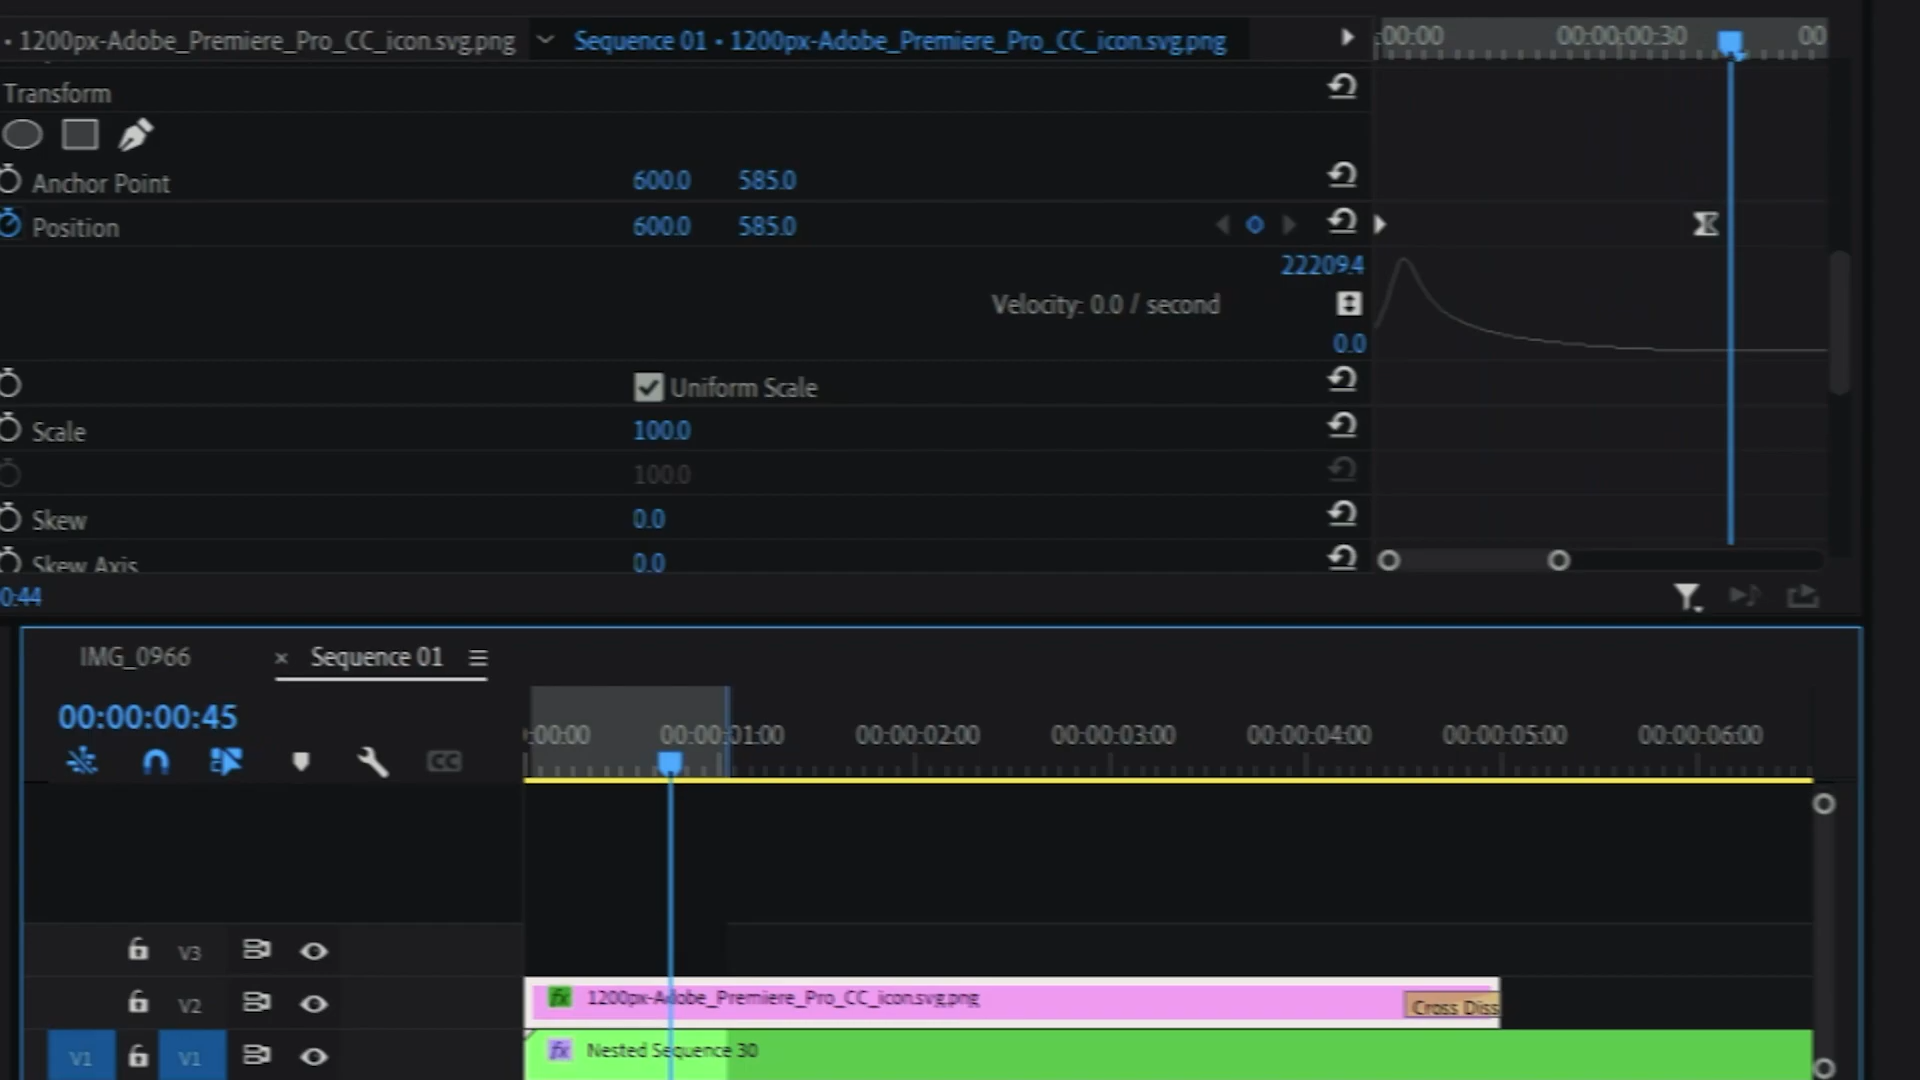 • 1200px-Adobe_Premiere_Pro_CC_icon.svg.png Sequence 01 • 1200px-Adobe_Premiere_Pro_CC_icon.svg.png :00:00 00:00:00:30 00
Transform
Anchor Point 600.0 585.0
Position 600.0 585.0
22209.4
Velocity: 0.0 / second
0.0
Uniform Scale
Scale 100.0
100.0
Skew 0.0
Skew Axis 0.0
0:44
IMG_0966 × Sequence 01
00:00:00:45
:00:00 00:00:01:00 00:00:02:00 00:00:03:00 00:00:04:00 00:00:05:00 00:00:06:00
CC
V3
V2 fx 1200px-Adobe_Premiere_Pro_CC_icon.svg.png Cross Diss
V1 V1 fx Nested Sequence 30